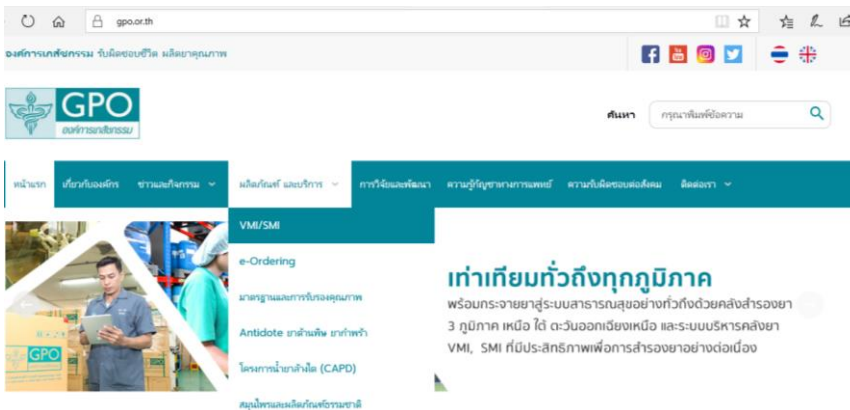 gpo.or.th
องค์การเภสัชกรรม รับผิดชอบชีวิต ผลิตยาคุณภาพ
GPO
องค์การเภสัชกรรม
ค้นหา กรุณาพิมพ์ข้อความ
หน้าแรก เกี่ยวกับองค์กร ข่าวและกิจกรรม ผลิตภัณฑ์ และบริการ การวิจัยและพัฒนา ความรู้กัญชาทางการแพทย์ ความรับผิดชอบต่อสังคม ติดต่อเรา
VMI/SMI
e-Ordering
มาตรฐานและการรับรองคุณภาพ
Antidote ยาต้านพิษ ยากำพร้า
โครงการน้ำยาล้างไต (CAPD)
สมุนไพรและผลิตภัณฑ์ธรรมชาติ
เท่าเทียมทั่วถึงทุกภูมิภาค
พร้อมกระจายยาสู่ระบบสาธารณสุขอย่างทั่วถึงด้วยคลังสำรองยา
3 ภูมิภาค เหนือ ใต้ ตะวันออกเฉียงเหนือ และระบบบริหารคลังยา
VMI, SMI ที่มีประสิทธิภาพเพื่อการสำรองยาอย่างต่อเนื่อง
GPO